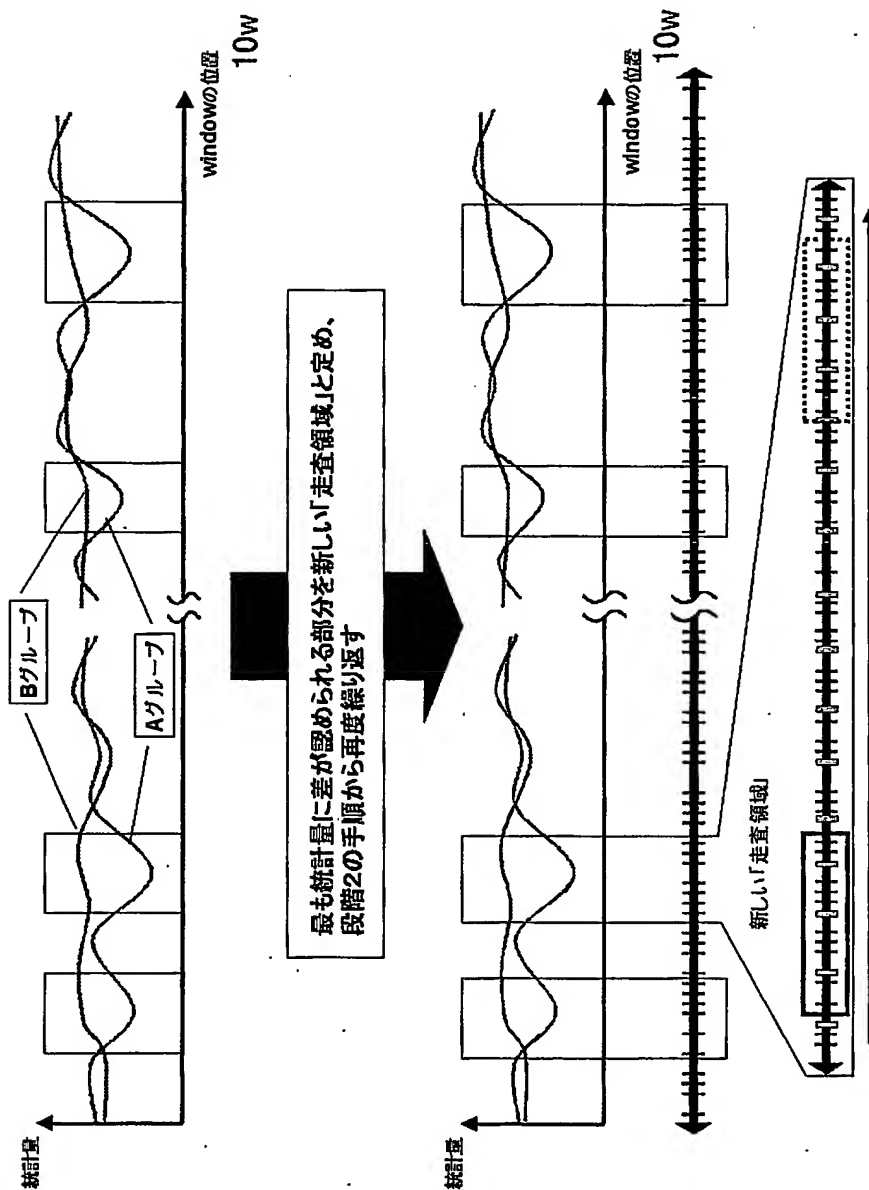 統計量
Bグループ
Aグループ
windowの位置
10w
最も統計量に差が認められる部分を新しい「走査領域」と定め、
段階2の手順から再度繰り返す
統計量
windowの位置
10w
新しい「走査領域」